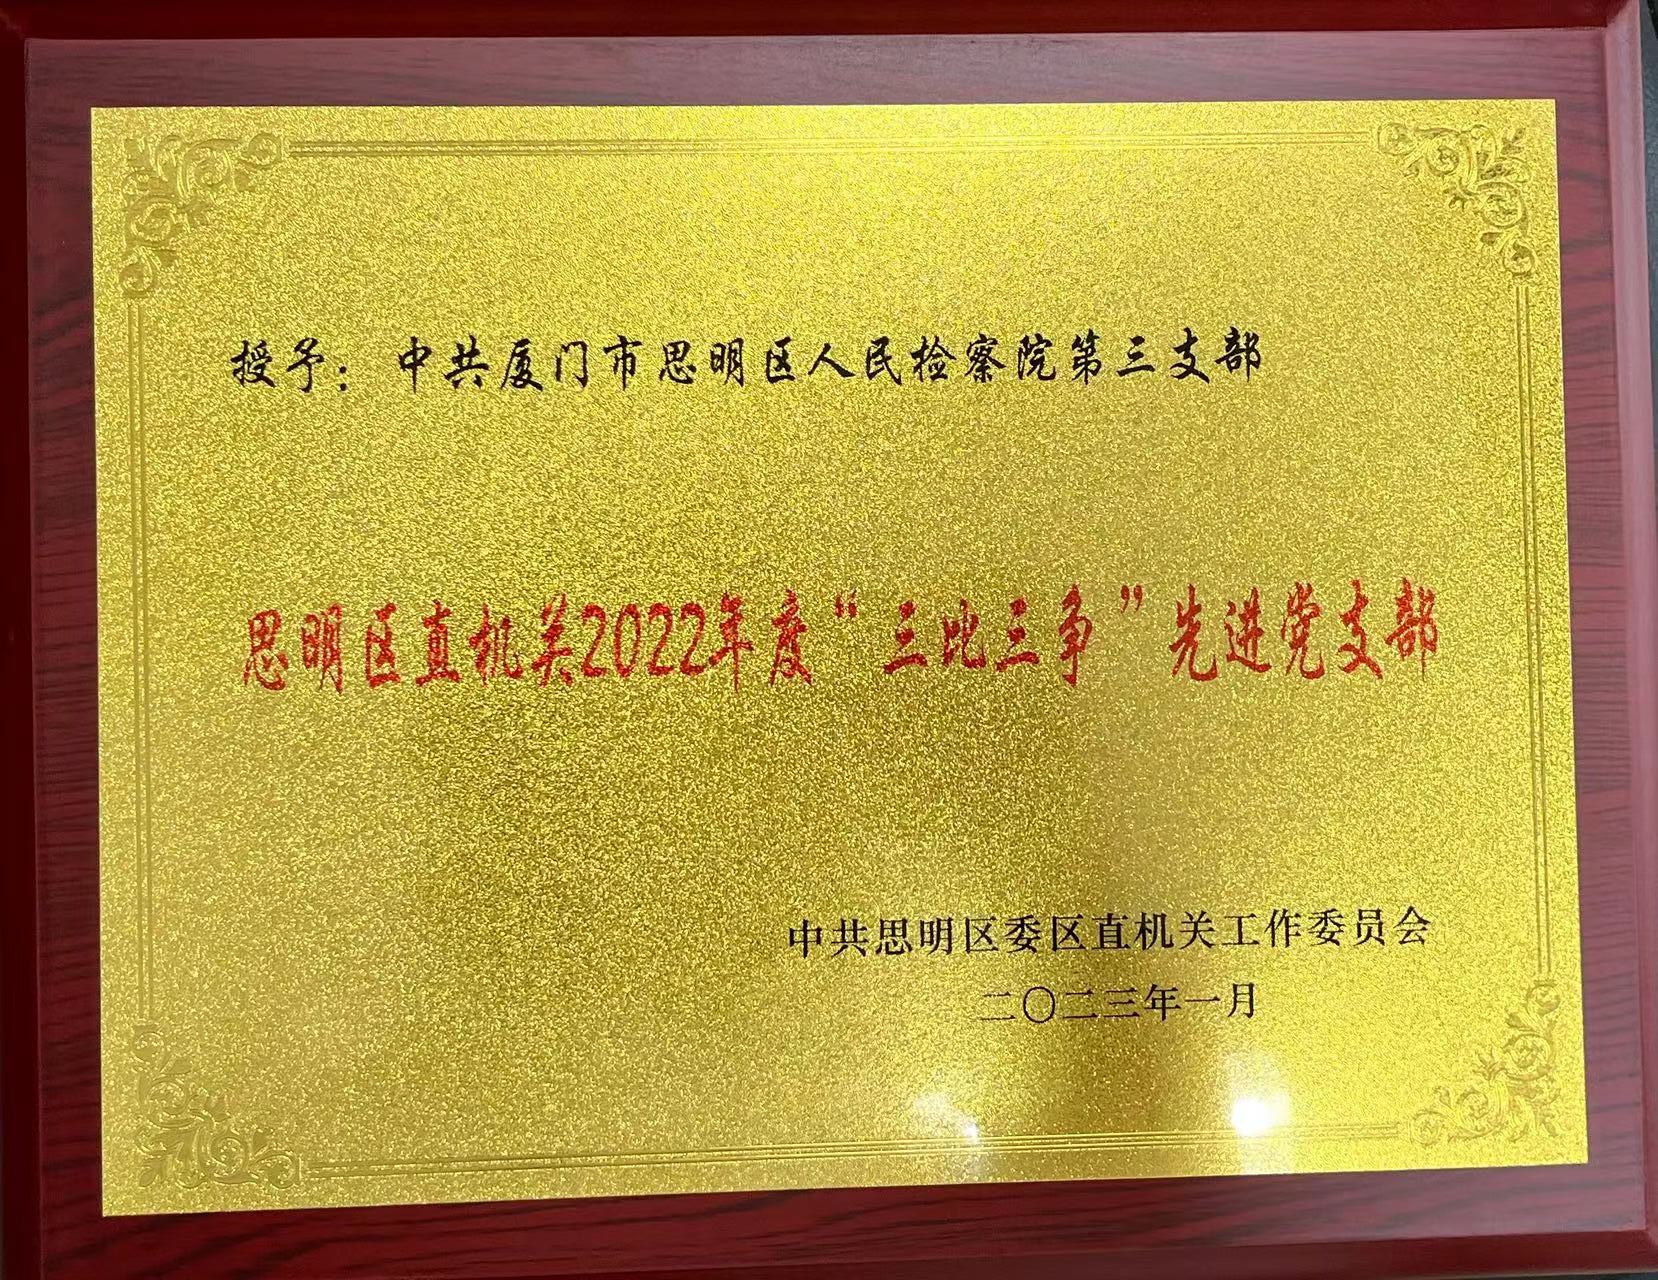 授予：中共厦门市思明区人民检察院第三支部
思明区直机关2022年度“三比三争”先进党支部
中共思明区委区直机关工作委员会
二〇二三年一月